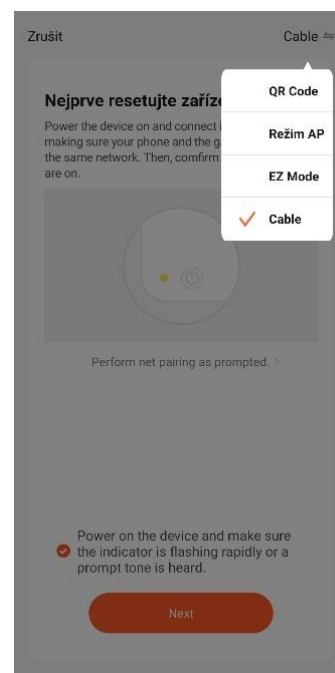 Zrušit
Cable
QR Code
Režim AP
EZ Mode
Cable
Nejprve resetujte
Power the device on and connect
making sure your phone and the
the same network. Then, comfirm
are on.
Perform net pairing as prompted.
Power on the device and make sure
the indicator is flashing rapidly or a
prompt tone is heard.
Next